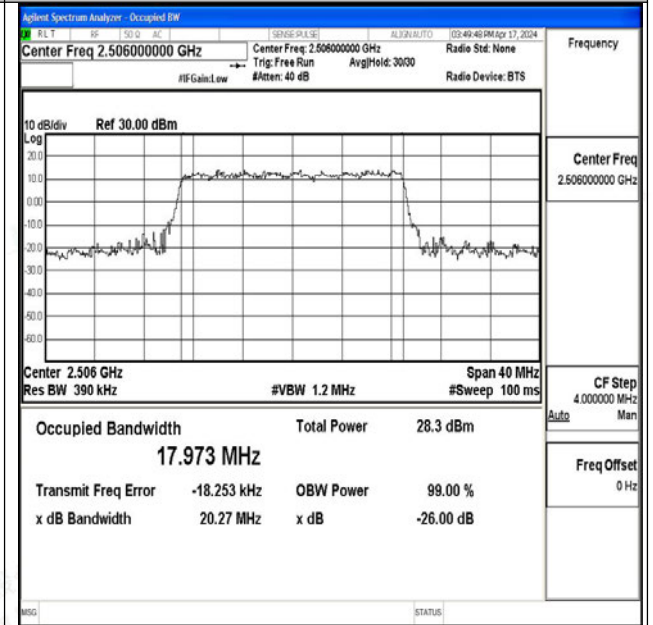 Agilent Spectrum Analyzer - Occupied BW
RL T RF 50 Ω AC SENSE:PULSE ALIGN AUTO 03:49:48 PM Apr 17, 2024
Center Freq 2.506000000 GHz
Center Freq: 2.506000000 GHz
Radio Std: None
Trig: Free Run Avg|Hold: 30/30
#IFGain:Low #Atten: 40 dB Radio Device: BTS
Frequency
10 dB/div Ref 30.00 dBm
Log
20.0
10.0
0.00
-10.0
-20.0
-30.0
-40.0
-50.0
-60.0
Center 2.506 GHz Span 40 MHz
Res BW 390 kHz #VBW 1.2 MHz #Sweep 100 ms
Occupied Bandwidth Total Power 28.3 dBm
17.973 MHz
Transmit Freq Error -18.253 kHz OBW Power 99.00 %
x dB Bandwidth 20.27 MHz x dB -26.00 dB
Center Freq
2.506000000 GHz
CF Step
4.000000 MHz
Auto Man
Freq Offset
0 Hz
MSG STATUS